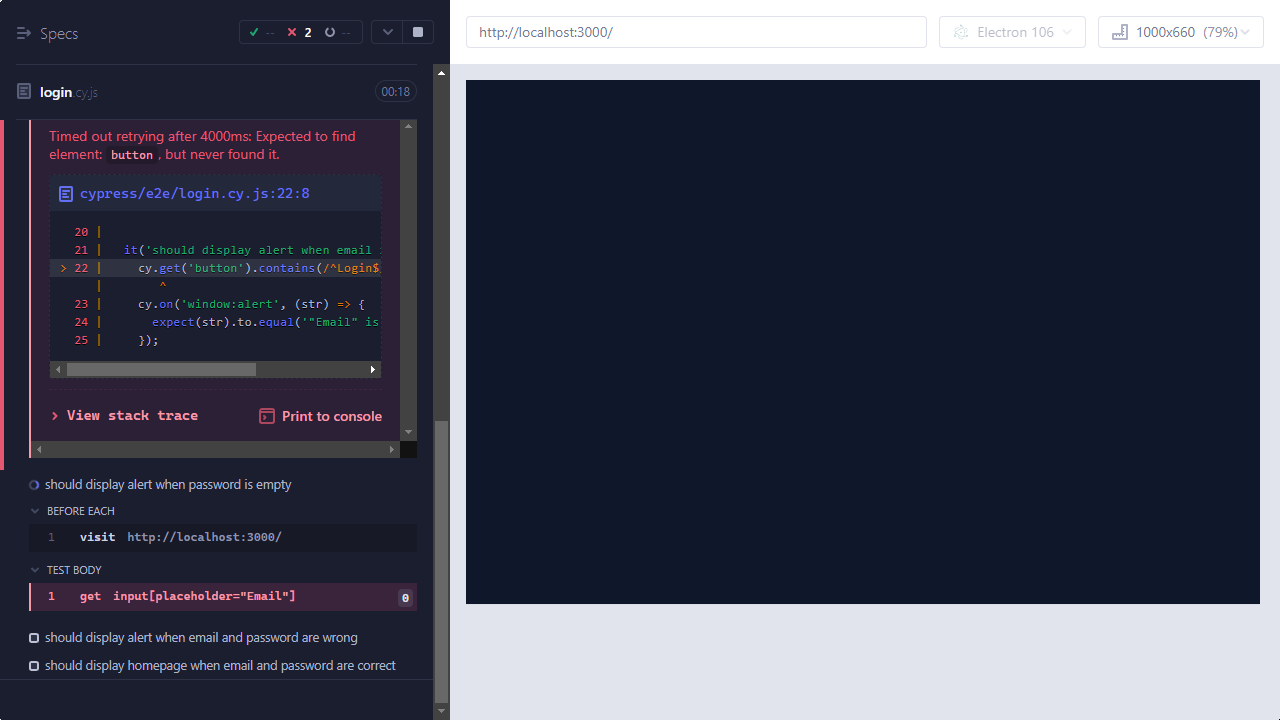 Specs
-- 2 --
http://localhost:3000/
Electron 106
1000x660 (79%)
login.cy.js
00:18
Timed out retrying after 4000ms: Expected to find
element: button, but never found it.
cypress/e2e/login.cy.js:22:8
20 |
21 | it('should display alert when email
> 22 | cy.get('button').contains(/^Login$
| ^
23 | cy.on('window:alert', (str) => {
24 | expect(str).to.equal('"Email" is
25 | });
> View stack trace
Print to console
should display alert when password is empty
BEFORE EACH
1 visit http://localhost:3000/
TEST BODY
1 get input[placeholder="Email"] 0
should display alert when email and password are wrong
should display homepage when email and password are correct